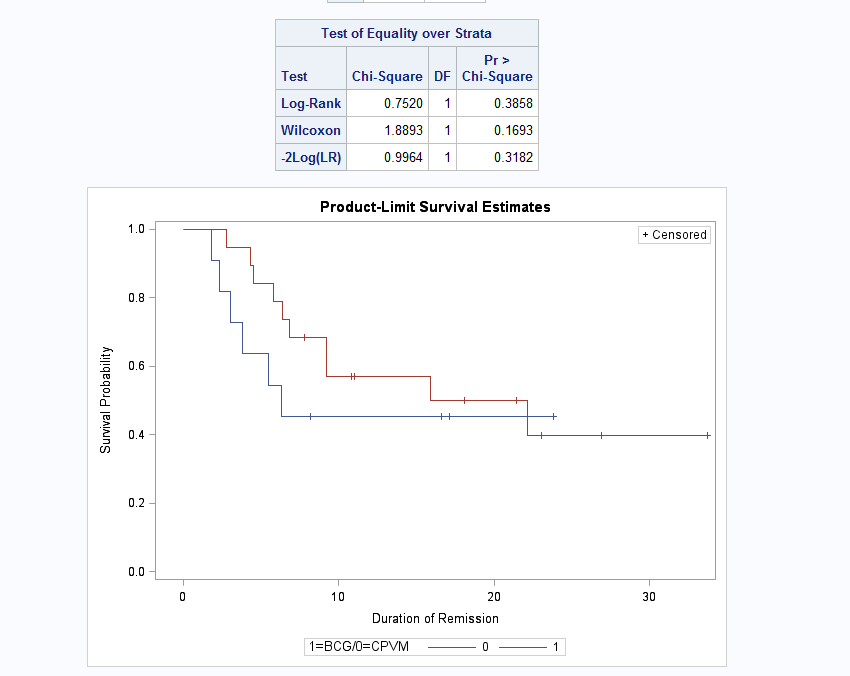 Test of Equality over Strata
Test Chi-Square DF Pr > Chi-Square
Log-Rank 0.7520 1 0.3858
Wilcoxon 1.8893 1 0.1693
-2Log(LR) 0.9964 1 0.3182
Product-Limit Survival Estimates
+ Censored
Survival Probability
1.0
0.8
0.6
0.4
0.2
0.0
0 10 20 30
Duration of Remission
1=BCG/0=CPVM 0 1